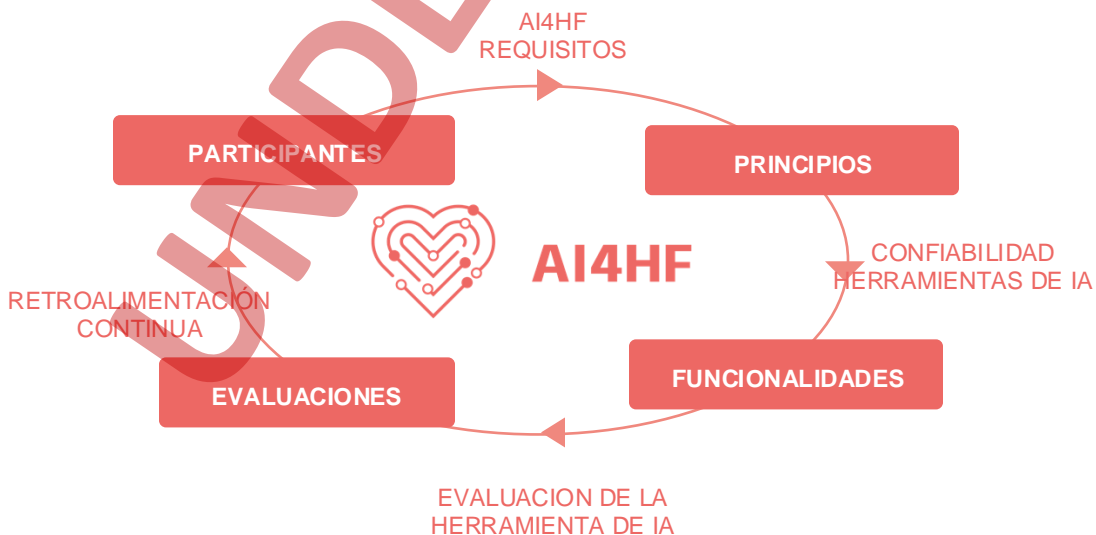 AI4HF
REQUISITOS
PARTICIPANTES
PRINCIPIOS
AI4HF
CONFIABILIDAD
HERRAMIENTAS DE IA
RETROALIMENTACIÓN
CONTINUA
FUNCIONALIDADES
EVALUACIONES
EVALUACION DE LA
HERRAMIENTA DE IA
UND